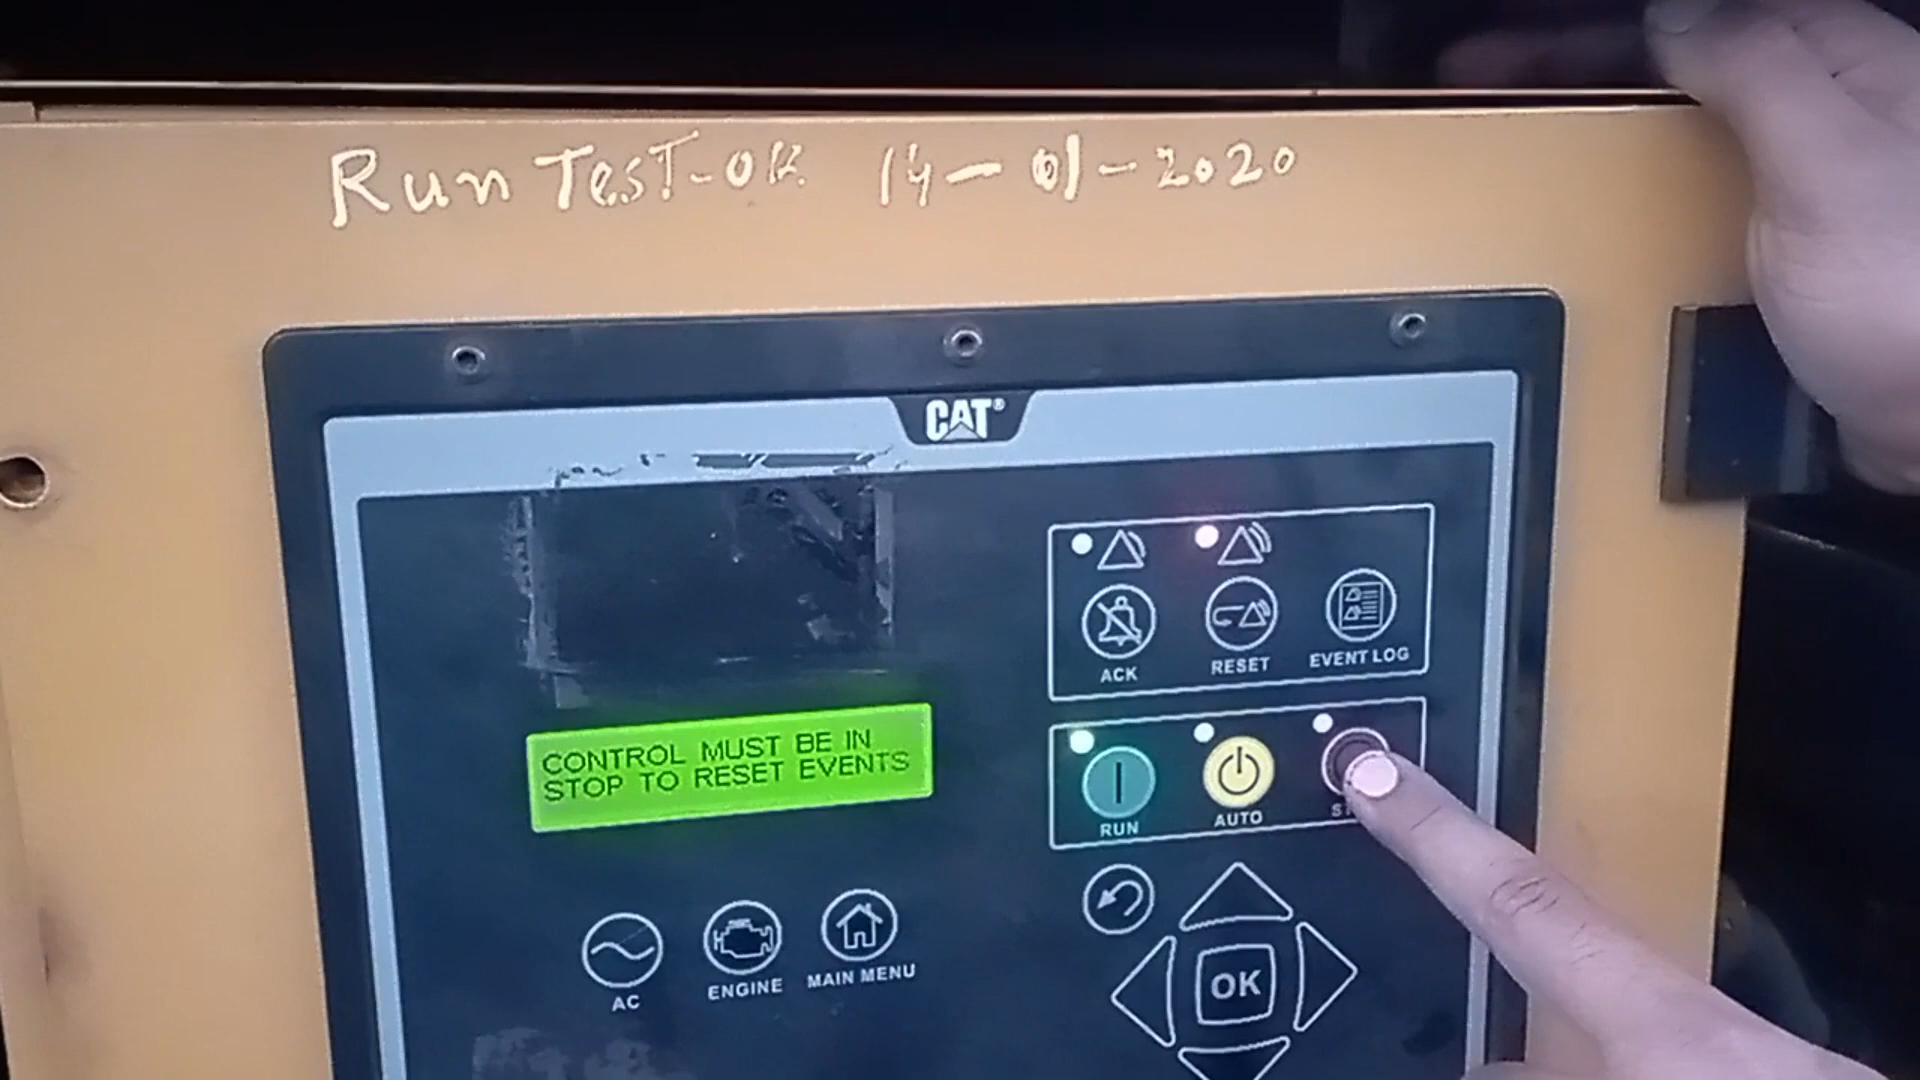 Run TesT-OK 14-01-2020
CAT®
ACK
RESET
EVENT LOG
CONTROL MUST BE IN
STOP TO RESET EVENTS
RUN
AUTO
AC
ENGINE
MAIN MENU
OK